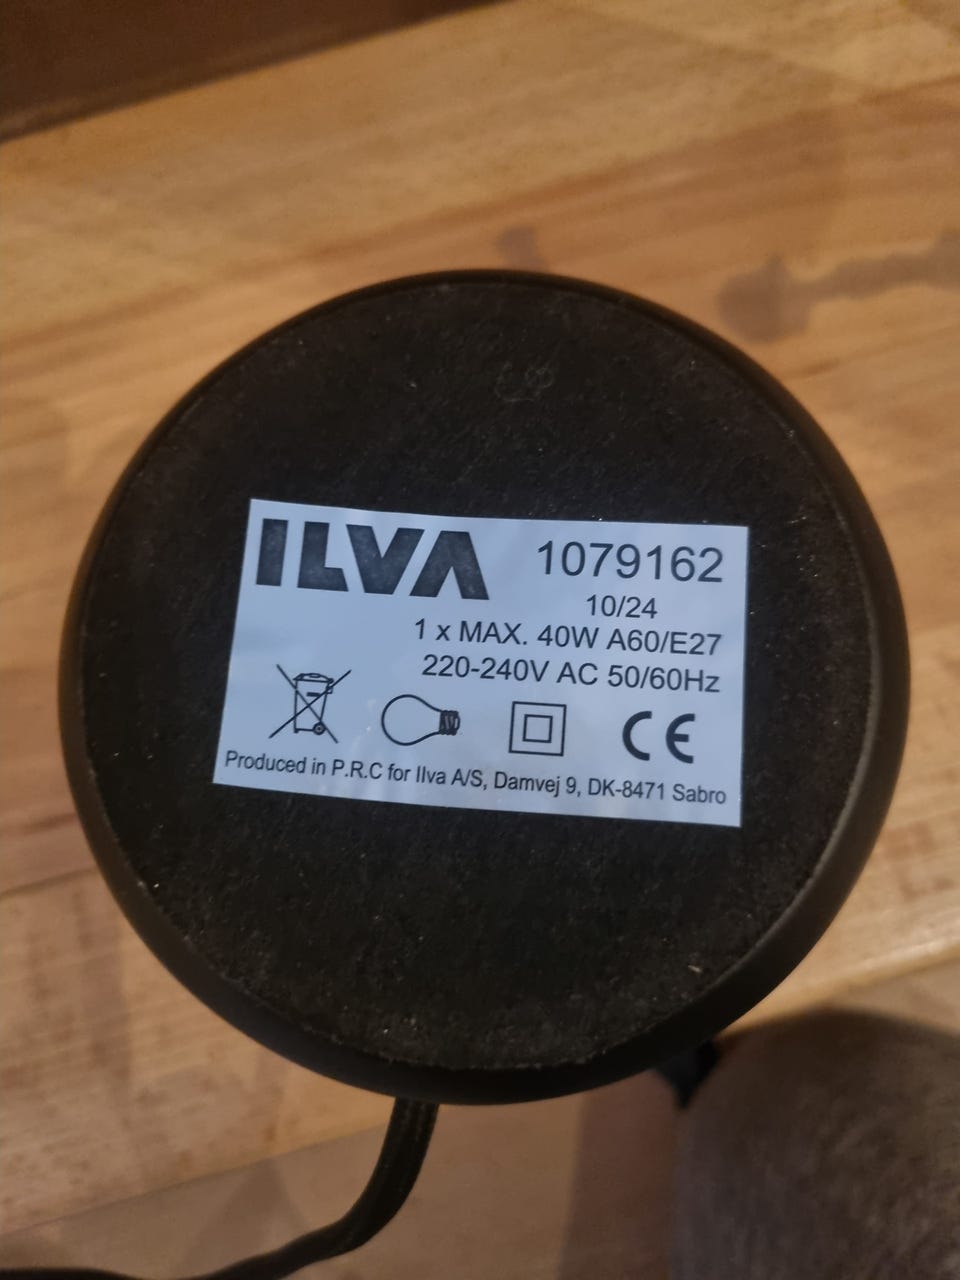 ILVA 1079162
10/24
1 x MAX. 40W A60/E27
220-240V AC 50/60Hz
CE
Produced in P.R.C for Ilva A/S, Damvej 9, DK-8471 Sabro